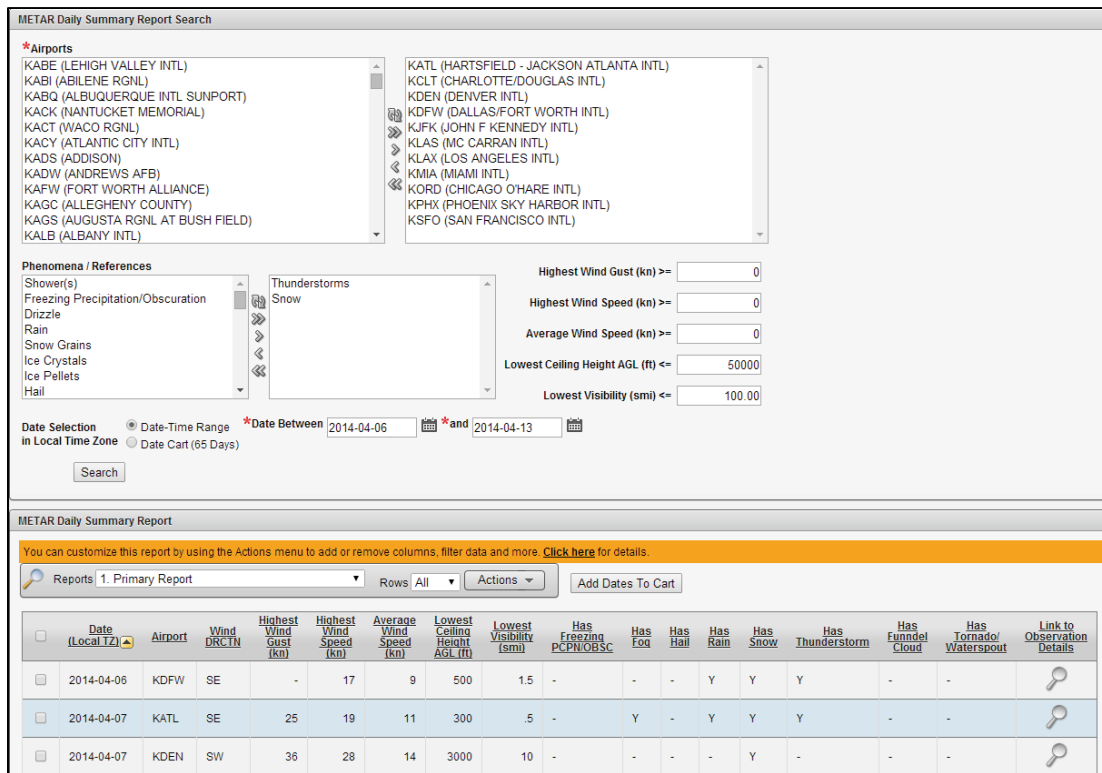 METAR Daily Summary Report Search
*Airports
KABE (LEHIGH VALLEY INTL)
KABI (ABILENE RGNL)
KABQ (ALBUQUERQUE INTL SUNPORT)
KACK (NANTUCKET MEMORIAL)
KACT (WACO RGNL)
KACY (ATLANTIC CITY INTL)
KADS (ADDISON)
KADW (ANDREWS AFB)
KAFW (FORT WORTH ALLIANCE)
KAGC (ALLEGHENY COUNTY)
KAGS (AUGUSTA RGNL AT BUSH FIELD)
KALB (ALBANY INTL)
KATL (HARTSFIELD - JACKSON ATLANTA INTL)
KCLT (CHARLOTTE/DOUGLAS INTL)
KDEN (DENVER INTL)
KDFW (DALLAS/FORT WORTH INTL)
KJFK (JOHN F KENNEDY INTL)
KLAS (MC CARRAN INTL)
KLAX (LOS ANGELES INTL)
KMIA (MIAMI INTL)
KORD (CHICAGO O'HARE INTL)
KPHX (PHOENIX SKY HARBOR INTL)
KSFO (SAN FRANCISCO INTL)
Phenomena / References
Shower(s)
Freezing Precipitation/Obscuration
Drizzle
Rain
Snow Grains
Ice Crystals
Ice Pellets
Hail
Thunderstorms
Snow
Highest Wind Gust (kn) >= 0
Highest Wind Speed (kn) >= 0
Average Wind Speed (kn) >= 0
Lowest Ceiling Height AGL (ft) <= 50000
Lowest Visibility (smi) <= 100.00
Date Selection
in Local Time Zone
Date-Time Range
Date Cart (65 Days)
*Date Between 2014-04-06 *and 2014-04-13
Search
METAR Daily Summary Report
You can customize this report by using the Actions menu to add or remove columns, filter data and more. Click here for details.
Reports 1. Primary Report Rows All Actions Add Dates To Cart
Date (Local TZ) Airport Wind DRCTN Highest Wind Gust (kn) Highest Wind Speed (kn) Average Wind Speed (kn) Lowest Ceiling Height AGL (ft) Lowest Visibility (smi) Has Freezing PCPN/OBSC Has Fog Has Hail Has Rain Has Snow Has Thunderstorm Has Funndel Cloud Has Tornado/ Waterspout Link to Observation Details
2014-04-06 KDFW SE - 17 9 500 1.5 - - - Y Y Y - -
2014-04-07 KATL SE 25 19 11 300 .5 - Y - Y Y Y - -
2014-04-07 KDEN SW 36 28 14 3000 10 - - - - Y - - -